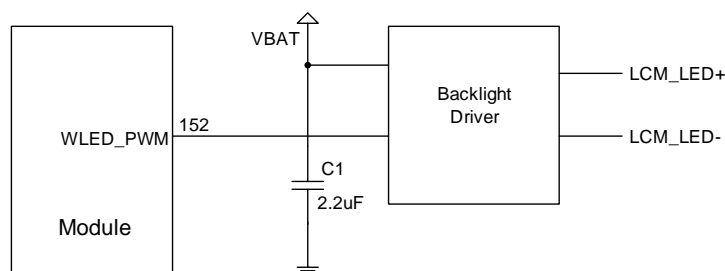 VBAT
LCM_LED+
Backlight
Driver
152
WLED_PWM
LCM_LED-
C1
2.2uF
Module